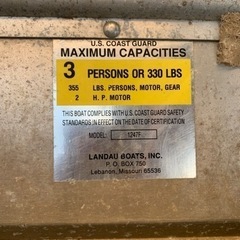 U.S. COAST GUARD
MAXIMUM CAPACITIES
3 PERSONS OR 330 LBS
355 LBS. PERSONS, MOTOR, GEAR
2 H. P. MOTOR
THIS BOAT COMPLIES WITH U.S. COAST GUARD SAFETY
STANDARDS IN EFFECT ON THE DATE OF CERTIFICATION
MODEL: 1247F
LANDAU BOATS, INC.
P. O. BOX 750
Lebanon, Missouri 65536